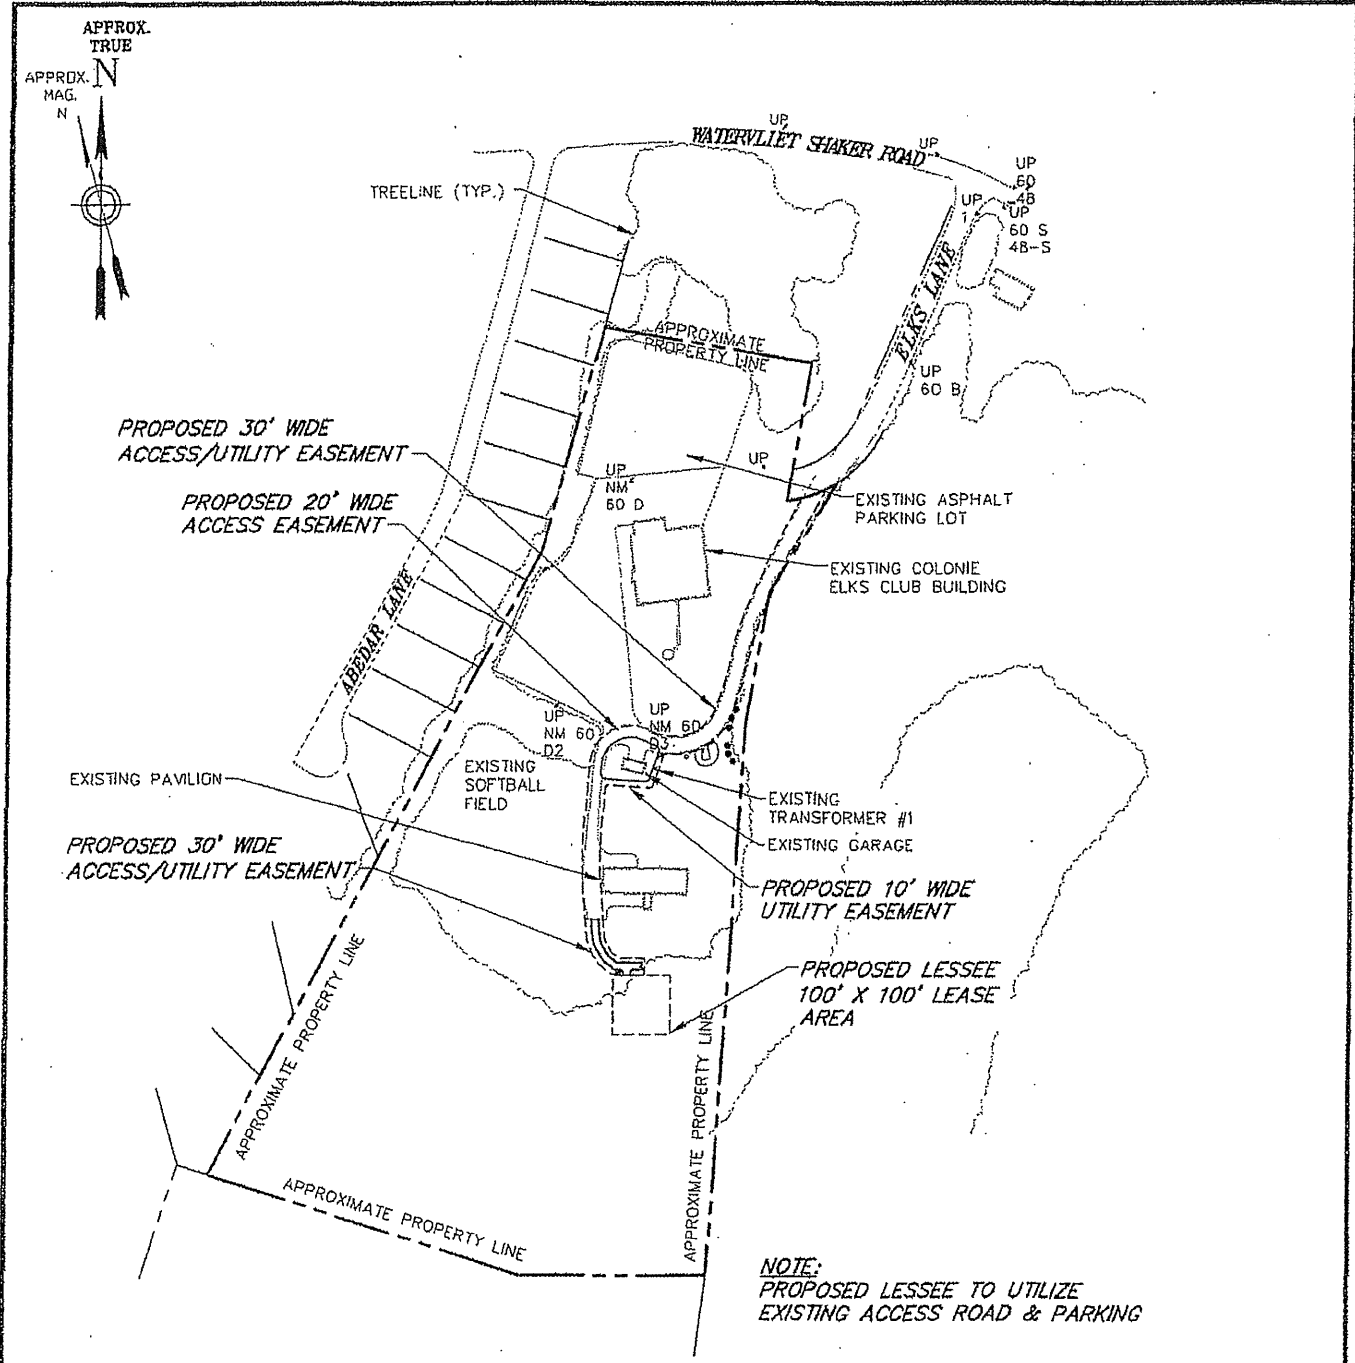 APPROX.
TRUE
N
APPROX.
MAG.
N
UP
WATERVLIET SHAKER ROAD
UP
UP
60
48
UP
1
UP
60 S
48-S
TREELINE (TYP.)
ELKS LANE
APPROXIMATE
PROPERTY LINE
UP
60 B
PROPOSED 30' WIDE
ACCESS/UTILITY EASEMENT
UP
NM
60 D
UP
PROPOSED 20' WIDE
ACCESS EASEMENT
EXISTING ASPHALT
PARKING LOT
EXISTING COLONIE
ELKS CLUB BUILDING
ABEDAR LANE
UP
NM 60
D2
UP
NM 60
D3
EXISTING
SOFTBALL
FIELD
EXISTING PAVILION
EXISTING
TRANSFORMER #1
EXISTING GARAGE
PROPOSED 30' WIDE
ACCESS/UTILITY EASEMENT
PROPOSED 10' WIDE
UTILITY EASEMENT
PROPOSED LESSEE
100' X 100' LEASE
AREA
APPROXIMATE PROPERTY LINE
APPROXIMATE PROPERTY LINE
APPROXIMATE PROPERTY LINE
NOTE:
PROPOSED LESSEE TO UTILIZE
EXISTING ACCESS ROAD & PARKING